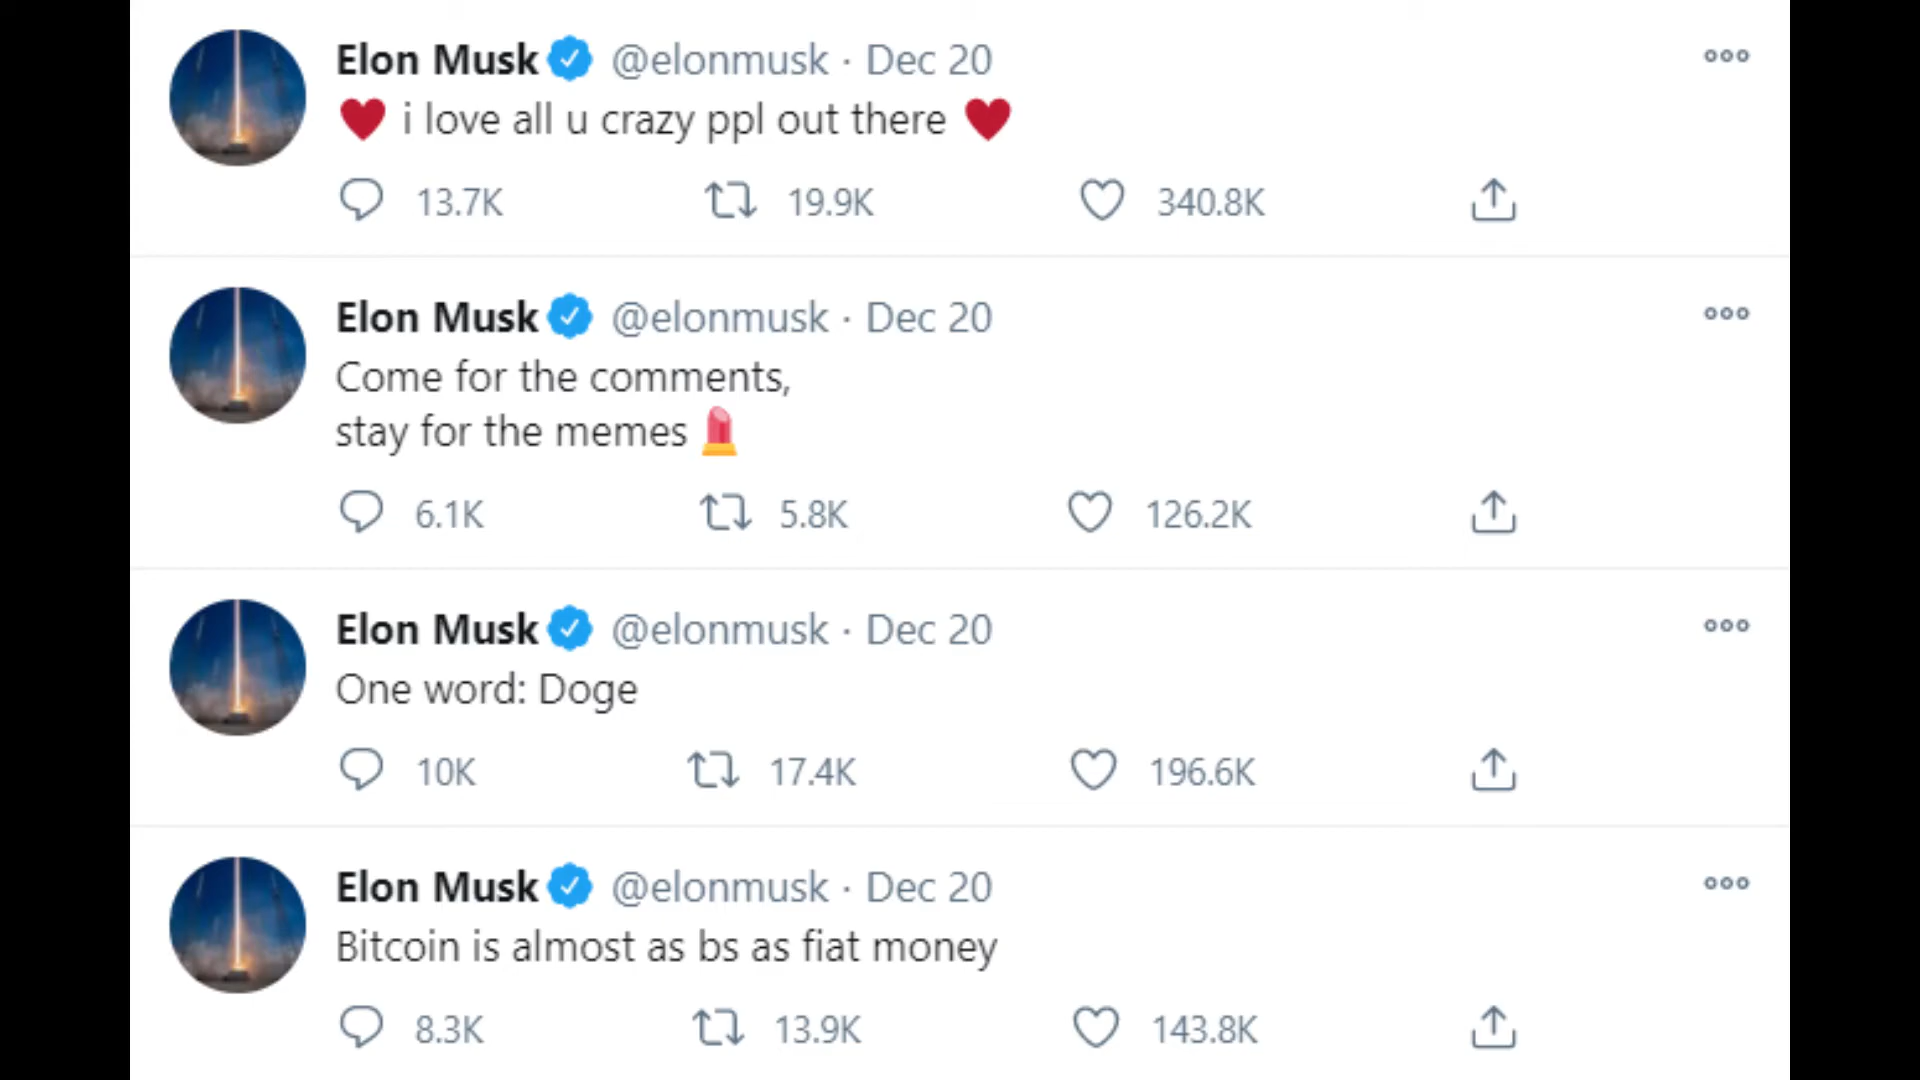 Elon Musk @elonmusk · Dec 20
❤️ i love all u crazy ppl out there ❤️
13.7K 19.9K 340.8K
Elon Musk @elonmusk · Dec 20
Come for the comments,
stay for the memes 💄
6.1K 5.8K 126.2K
Elon Musk @elonmusk · Dec 20
One word: Doge
10K 17.4K 196.6K
Elon Musk @elonmusk · Dec 20
Bitcoin is almost as bs as fiat money
8.3K 13.9K 143.8K